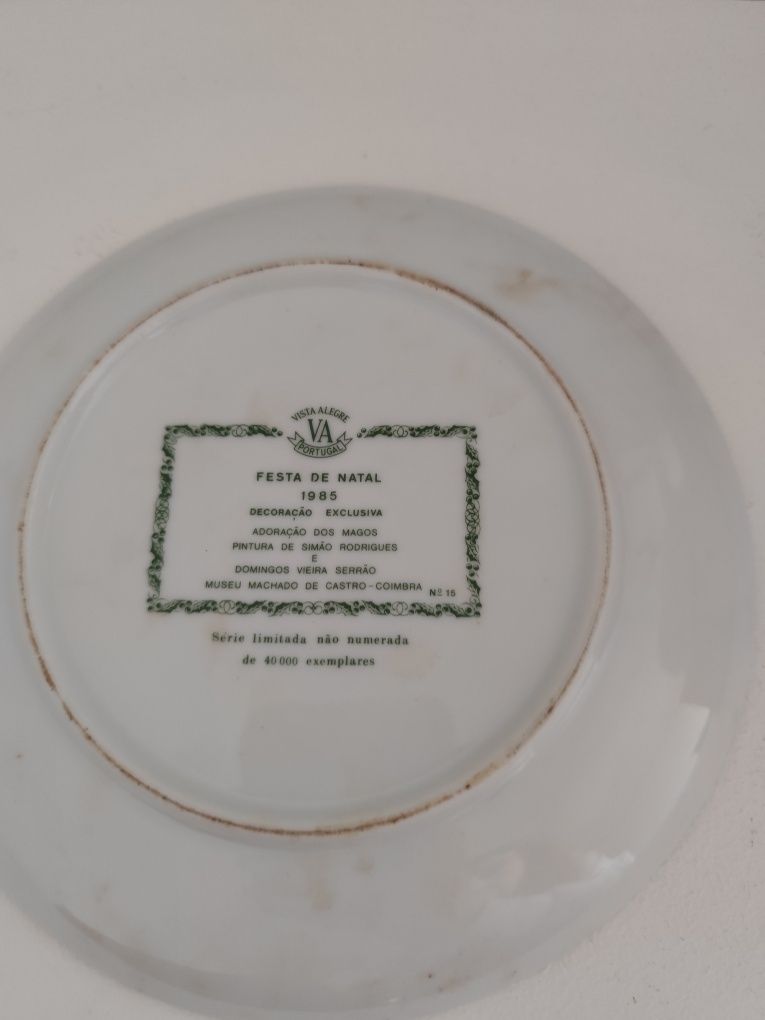 VISTA ALEGRE
VA
PORTUGAL
FESTA DE NATAL
1985
DECORAÇÃO EXCLUSIVA
ADORAÇÃO DOS MAGOS
PINTURA DE SIMÃO RODRIGUES
E
DOMINGOS VIEIRA SERRÃO
MUSEU MACHADO DE CASTRO-COIMBRA
Nº 15
Série limitada não numerada
de 40 000 exemplares